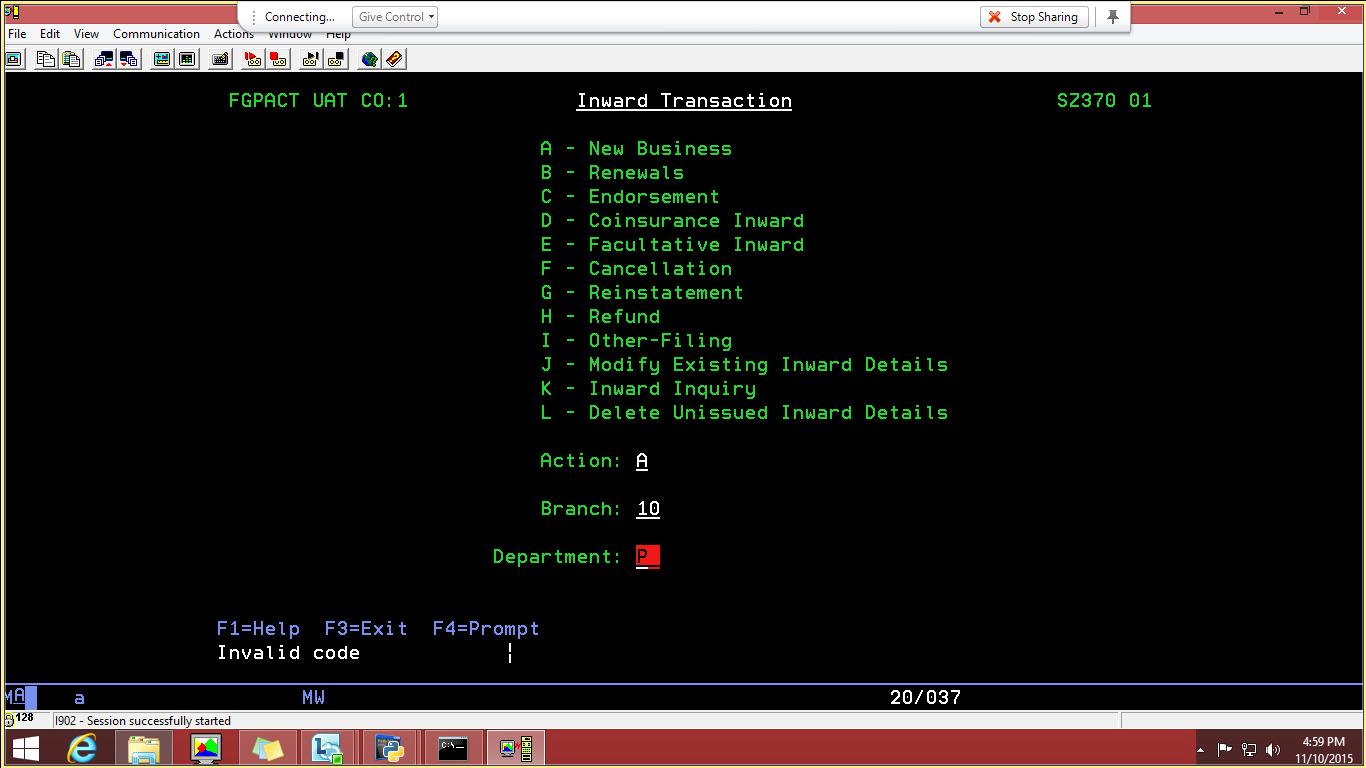 Connecting... Give Control Stop Sharing
File Edit View Communication Actions Window Help
FGPACT UAT CO:1 Inward Transaction SZ370 01
A - New Business
B - Renewals
C - Endorsement
D - Coinsurance Inward
E - Facultative Inward
F - Cancellation
G - Reinstatement
H - Refund
I - Other-Filing
J - Modify Existing Inward Details
K - Inward Inquiry
L - Delete Unissued Inward Details
Action: A
Branch: 10
Department: P
F1=Help F3=Exit F4=Prompt
Invalid code ¦
MA a MW 20/037
128 I902 - Session successfully started
C:\
4:59 PM
11/10/2015